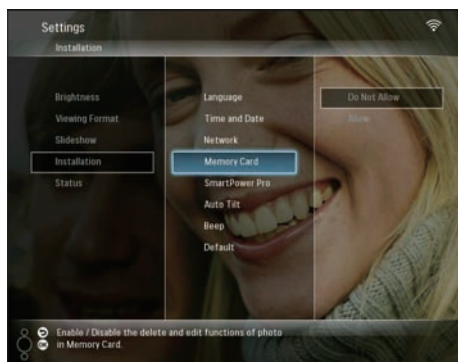 Settings
Installation
Brightness
Viewing Format
Slideshow
Installation
Status
Language
Time and Date
Network
Memory Card
SmartPower Pro
Auto Tilt
Beep
Default
Do Not Allow
Allow
Enable / Disable the delete and edit functions of photo
OK in Memory Card.